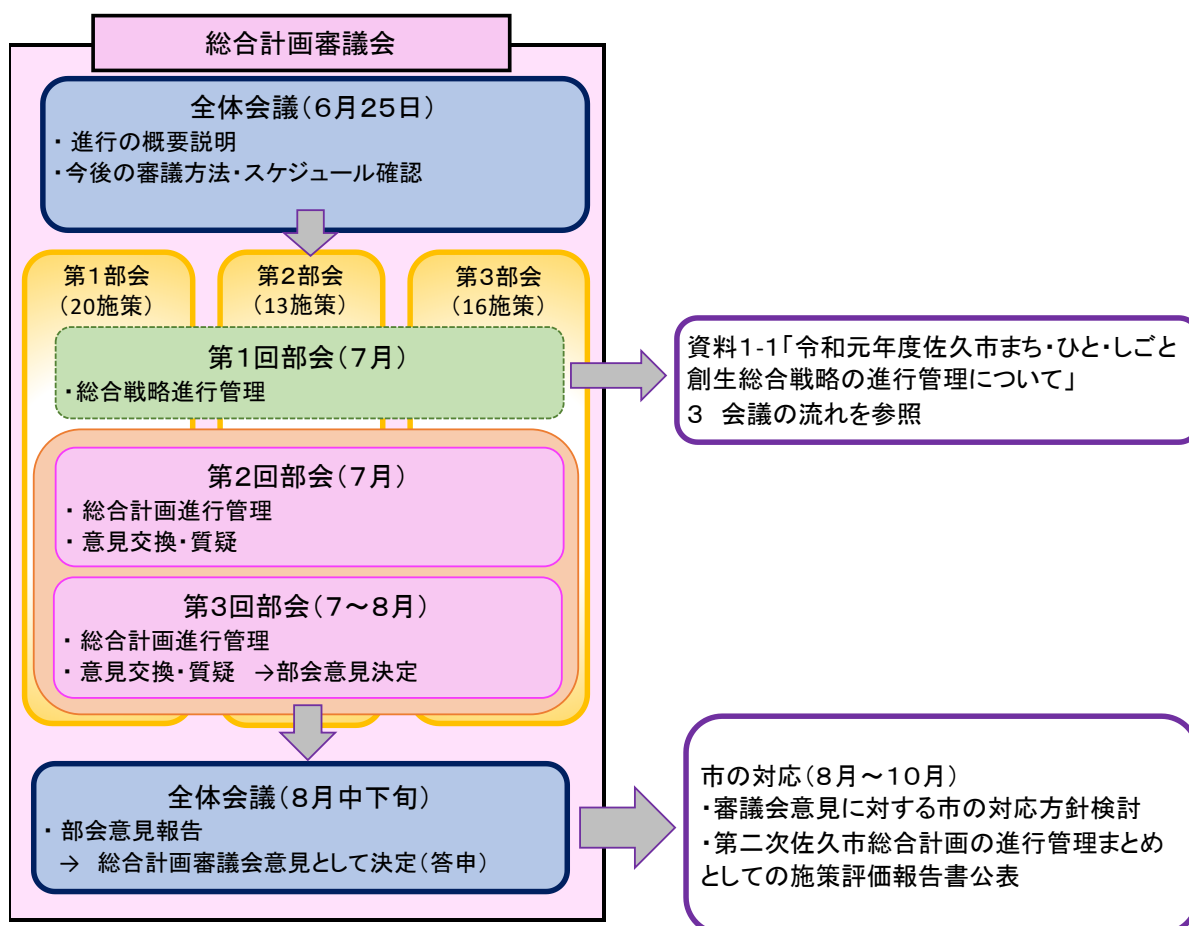 総合計画審議会
全体会議(6月25日)
・ 進行の概要説明
・今後の審議方法・スケジュール確認
第1部会
(20施策)
第2部会
(13施策)
第3部会
(16施策)
第1回部会(7月)
・総合戦略進行管理
資料1-1「令和元年度佐久市まち・ひと・しごと
創生総合戦略の進行管理について」
3 会議の流れを参照
第2回部会(7月)
・ 総合計画進行管理
・ 意見交換・質疑
第3回部会(7~8月)
・ 総合計画進行管理
・ 意見交換・質疑 →部会意見決定
全体会議(8月中下旬)
・ 部会意見報告
→ 総合計画審議会意見として決定(答申)
市の対応(8月~10月)
・審議会意見に対する市の対応方針検討
・第二次佐久市総合計画の進行管理まとめ
としての施策評価報告書公表